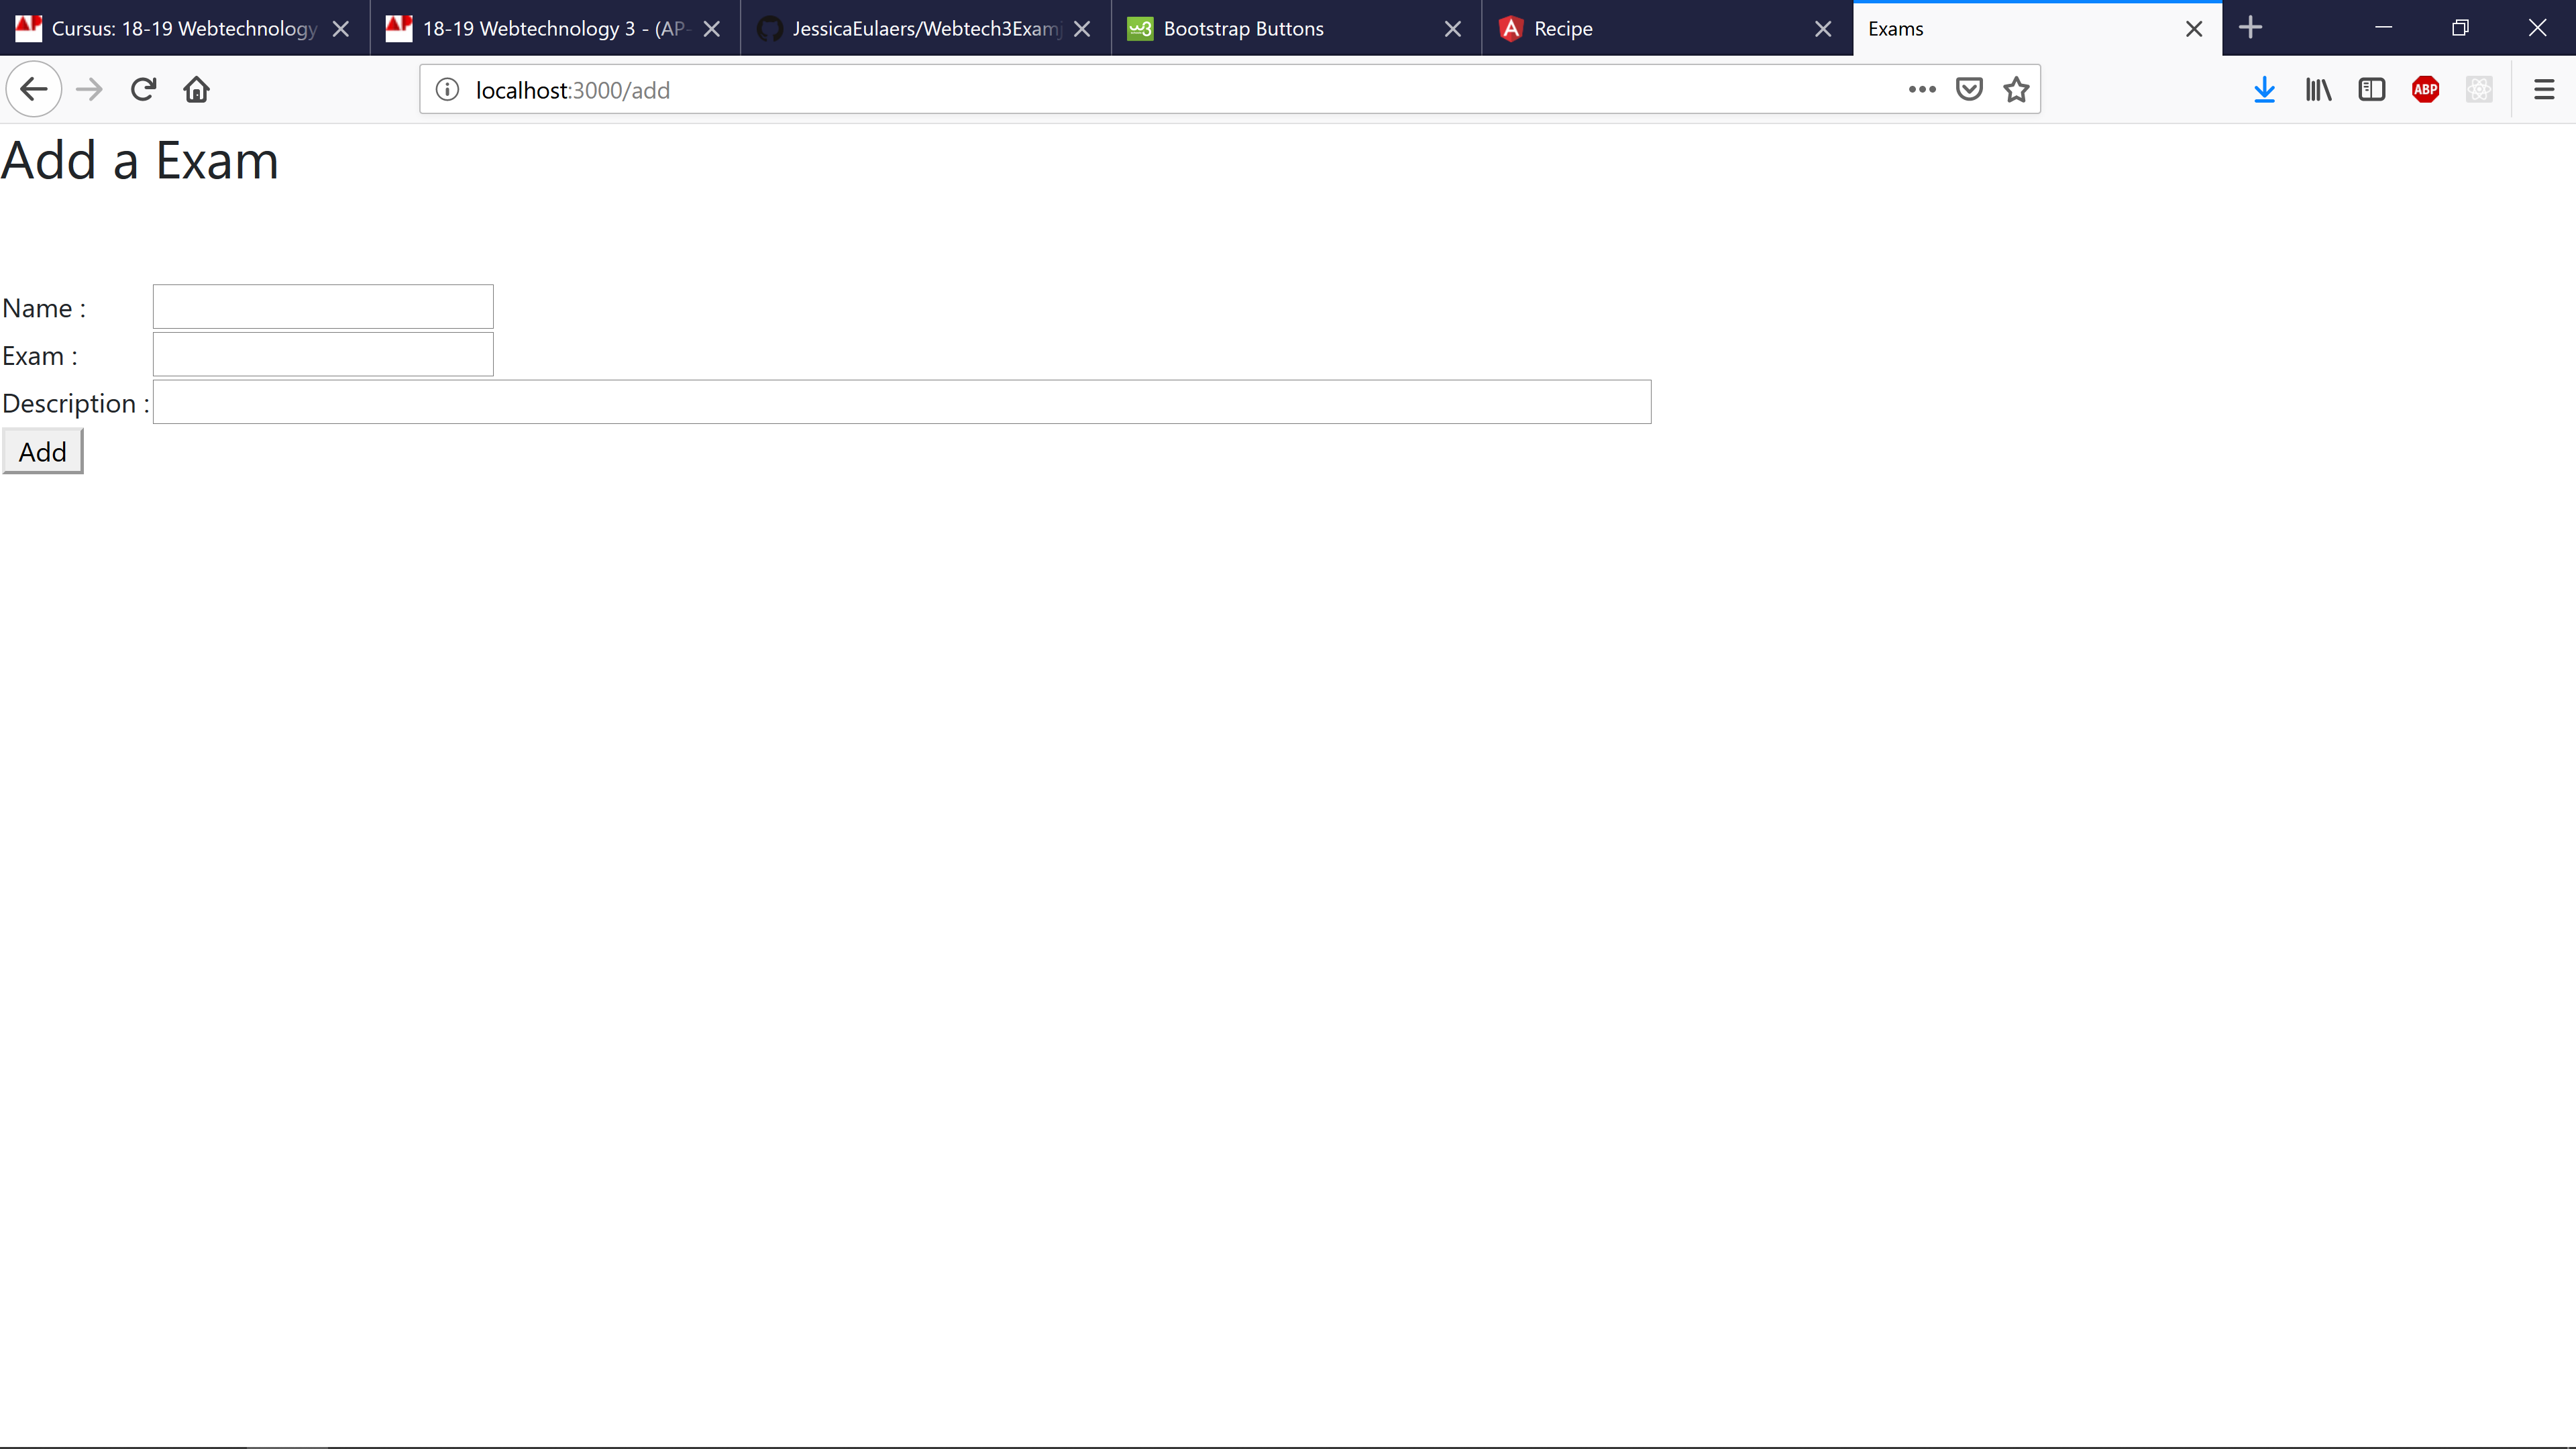 Cursus: 18-19 Webtechnology
18-19 Webtechnology 3 - (AP-
JessicaEulaers/Webtech3Exam
Bootstrap Buttons
Recipe
Exams
localhost:3000/add
ABP
Add a Exam
Name :
Exam :
Description :
Add